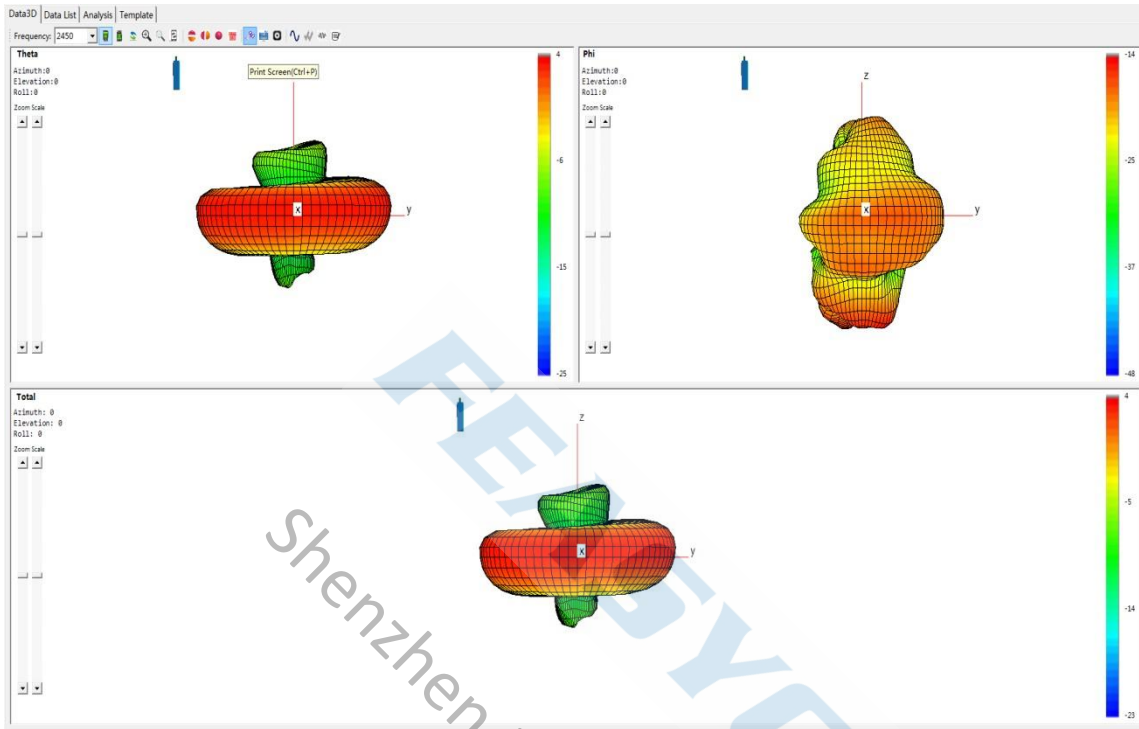 Data3D Data List Analysis Template
Frequency: 2450
Print Screen(Ctrl+P)
Theta
Azimuth:0
Elevation:0
Roll:0
Zoom Scale
x
y
4
-6
-15
-25
Phi
Azimuth:0
Elevation:0
Roll:0
Zoom Scale
z
x
y
-14
-25
-37
-48
Total
Azimuth: 0
Elevation: 0
Roll: 0
Zoom Scale
z
x
y
4
-5
-14
-23
Shenzhen